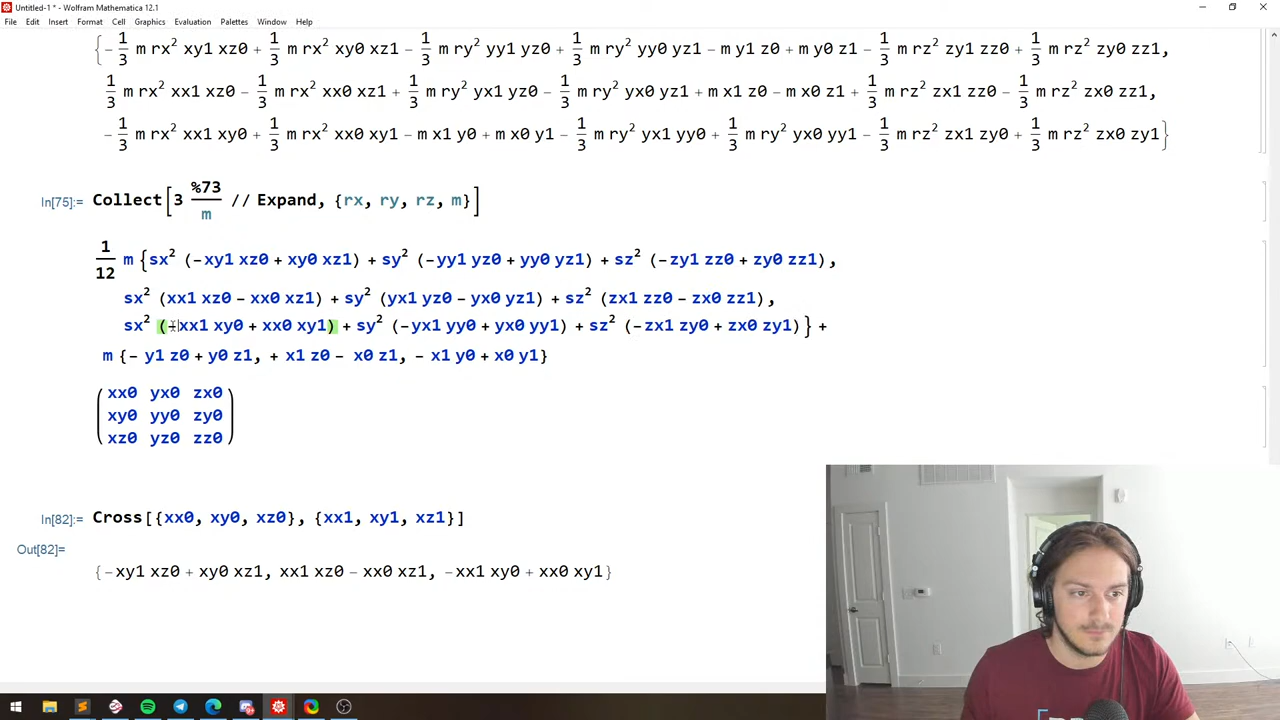 Untitled-1 * - Wolfram Mathematica 12.1
File Edit Insert Format Cell Graphics Evaluation Palettes Window Help
{- 1/3 m rx² xy1 xz0 + 1/3 m rx² xy0 xz1 - 1/3 m ry² yy1 yz0 + 1/3 m ry² yy0 yz1 - m y1 z0 + m y0 z1 - 1/3 m rz² zy1 zz0 + 1/3 m rz² zy0 zz1,
1/3 m rx² xx1 xz0 - 1/3 m rx² xx0 xz1 + 1/3 m ry² yx1 yz0 - 1/3 m ry² yx0 yz1 + m x1 z0 - m x0 z1 + 1/3 m rz² zx1 zz0 - 1/3 m rz² zx0 zz1,
- 1/3 m rx² xx1 xy0 + 1/3 m rx² xx0 xy1 - m x1 y0 + m x0 y1 - 1/3 m ry² yx1 yy0 + 1/3 m ry² yx0 yy1 - 1/3 m rz² zx1 zy0 + 1/3 m rz² zx0 zy1}
In[75]:= Collect[3 %73/m // Expand, {rx, ry, rz, m}]
1/12 m {sx² (-xy1 xz0 + xy0 xz1) + sy² (-yy1 yz0 + yy0 yz1) + sz² (-zy1 zz0 + zy0 zz1),
sx² (xx1 xz0 - xx0 xz1) + sy² (yx1 yz0 - yx0 yz1) + sz² (zx1 zz0 - zx0 zz1),
sx² (-xx1 xy0 + xx0 xy1) + sy² (-yx1 yy0 + yx0 yy1) + sz² (-zx1 zy0 + zx0 zy1)} +
m {- y1 z0 + y0 z1, + x1 z0 - x0 z1, - x1 y0 + x0 y1}
xx0 yx0 zx0
xy0 yy0 zy0
xz0 yz0 zz0
In[82]:= Cross[{xx0, xy0, xz0}, {xx1, xy1, xz1}]
Out[82]=
{-xy1 xz0 + xy0 xz1, xx1 xz0 - xx0 xz1, -xx1 xy0 + xx0 xy1}